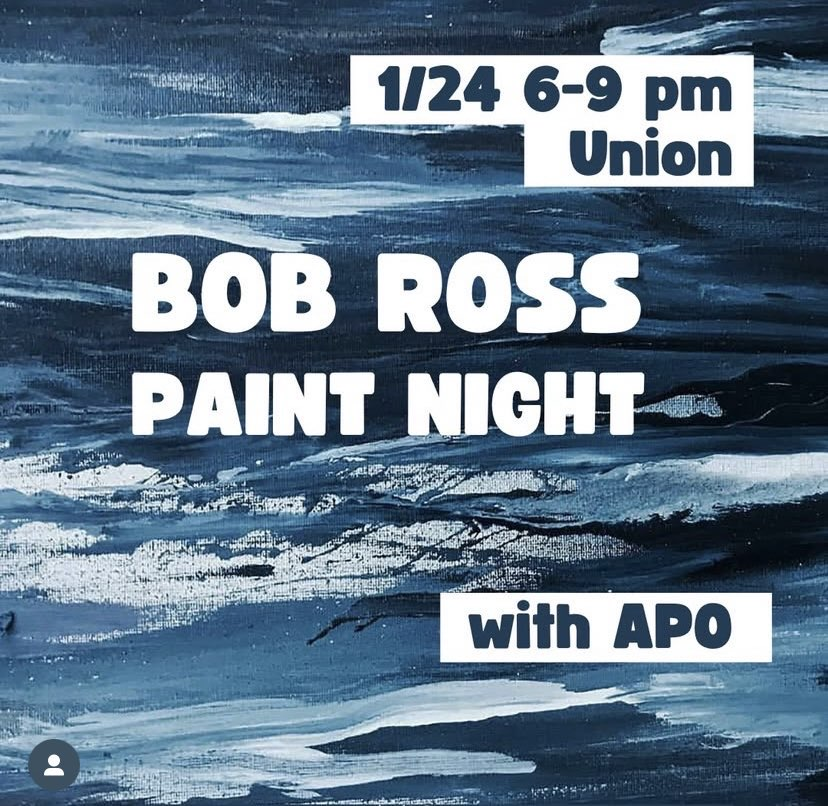 1/24 6-9 pm
Union
BOB ROSS
PAINT NIGHT
with APO